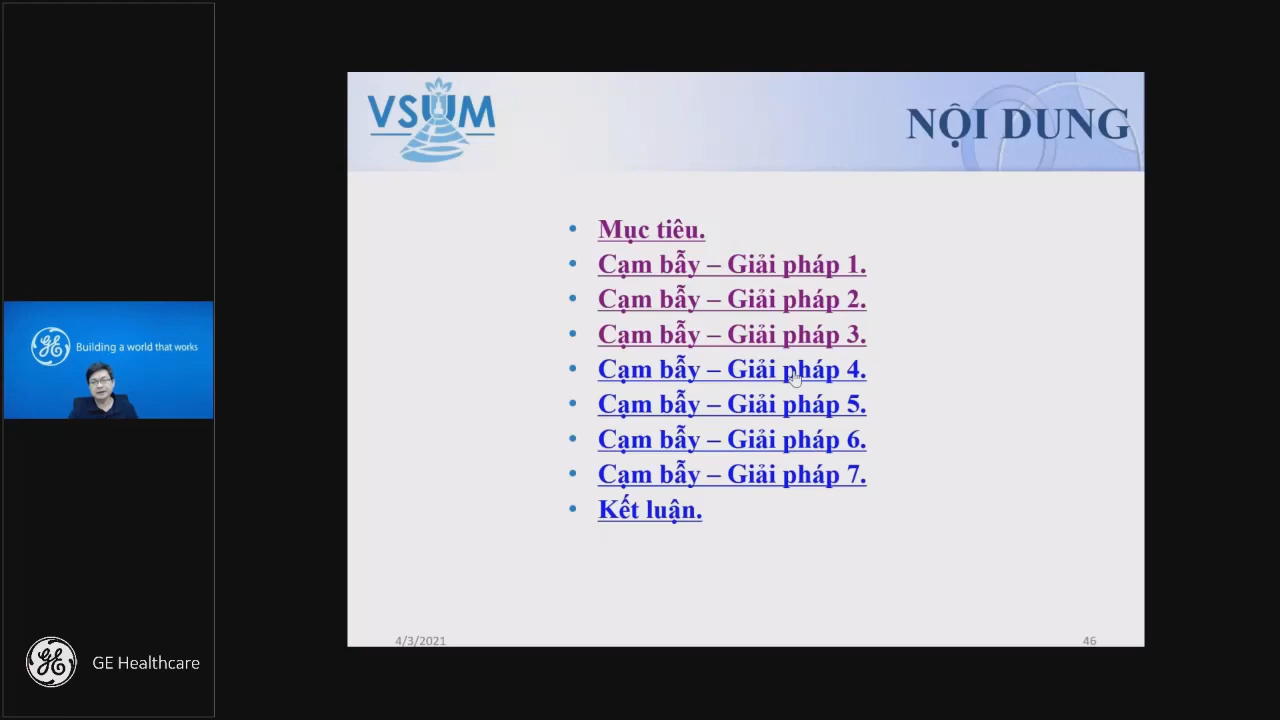 VSUM
NỘI DUNG
Mục tiêu.
Cạm bẫy – Giải pháp 1.
Cạm bẫy – Giải pháp 2.
Cạm bẫy – Giải pháp 3.
Cạm bẫy – Giải pháp 4.
Cạm bẫy – Giải pháp 5.
Cạm bẫy – Giải pháp 6.
Cạm bẫy – Giải pháp 7.
Kết luận.
4/3/2021
46
GE Building a world that works
GE GE Healthcare